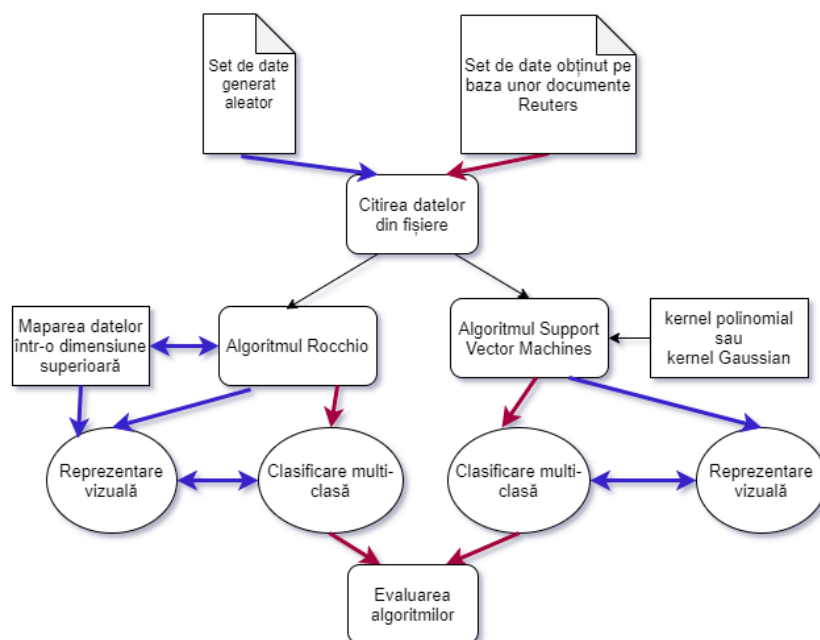 Set de date
generat
aleator
Set de date obținut pe
baza unor documente
Reuters
Citirea datelor
din fișiere
Maparea datelor
într-o dimensiune
superioară
Algoritmul Rocchio
Algoritmul Support
Vector Machines
kernel polinomial
sau
kernel Gaussian
Reprezentare
vizuală
Clasificare multi-
clasă
Clasificare multi-
clasă
Reprezentare
vizuală
Evaluarea
algoritmilor